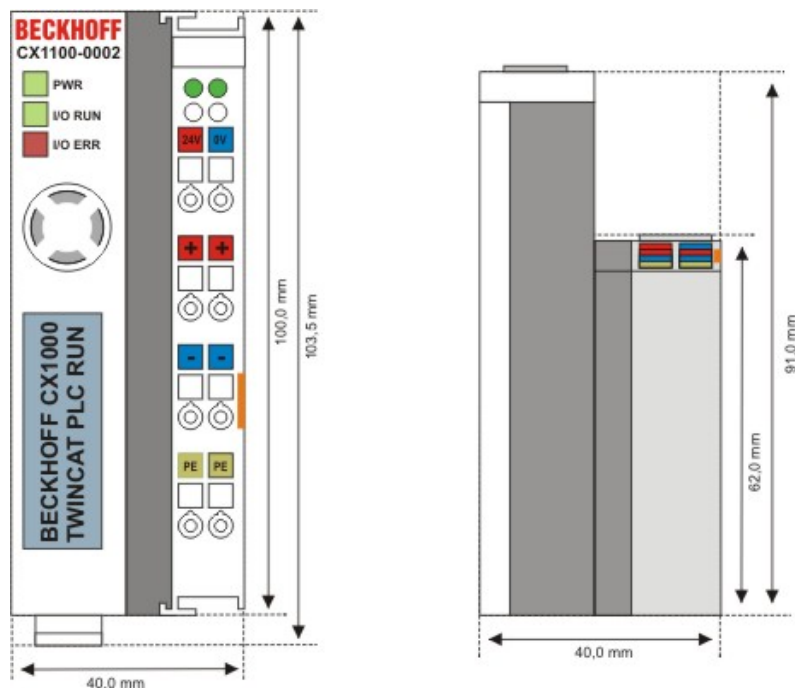 BECKHOFF
CX1100-0002
PWR
I/O RUN
I/O ERR
24V 0V
+ +
- -
PE PE
BECKHOFF CX1000
TWINCAT PLC RUN
100,0 mm
103,5 mm
40,0 mm
91,0 mm
62,0 mm
40,0 mm